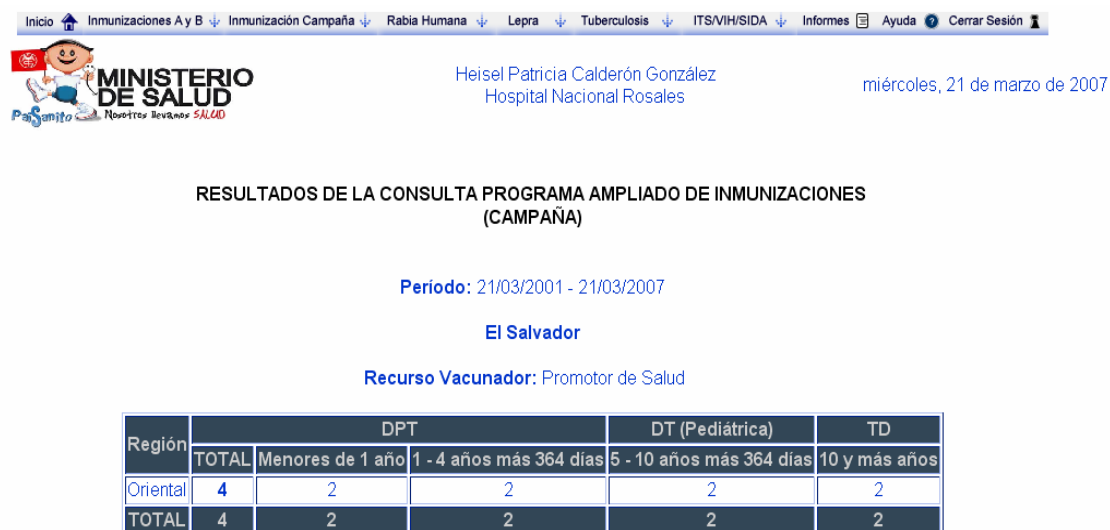 Inicio Inmunizaciones A y B Inmunización Campaña Rabia Humana Lepra Tuberculosis ITS/VIH/SIDA Informes Ayuda Cerrar Sesión
MINISTERIO
DE SALUD
PaiSanito Nosotros llevamos SALUD
Heisel Patricia Calderón González
Hospital Nacional Rosales
miércoles, 21 de marzo de 2007
RESULTADOS DE LA CONSULTA PROGRAMA AMPLIADO DE INMUNIZACIONES
(CAMPAÑA)
Período: 21/03/2001 - 21/03/2007
El Salvador
Recurso Vacunador: Promotor de Salud
Región DPT DT (Pediátrica) TD
TOTAL Menores de 1 año 1 - 4 años más 364 días 5 - 10 años más 364 días 10 y más años
Oriental 4 2 2 2 2
TOTAL 4 2 2 2 2